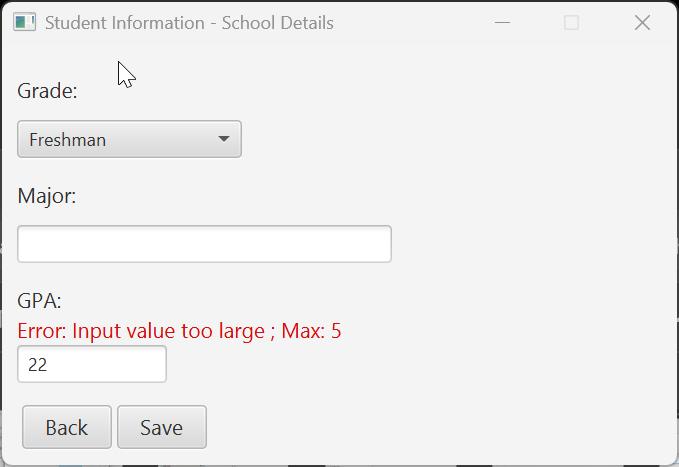 Student Information - School Details
Grade:
Freshman
Major:
GPA:
Error: Input value too large ; Max: 5
22
Back Save